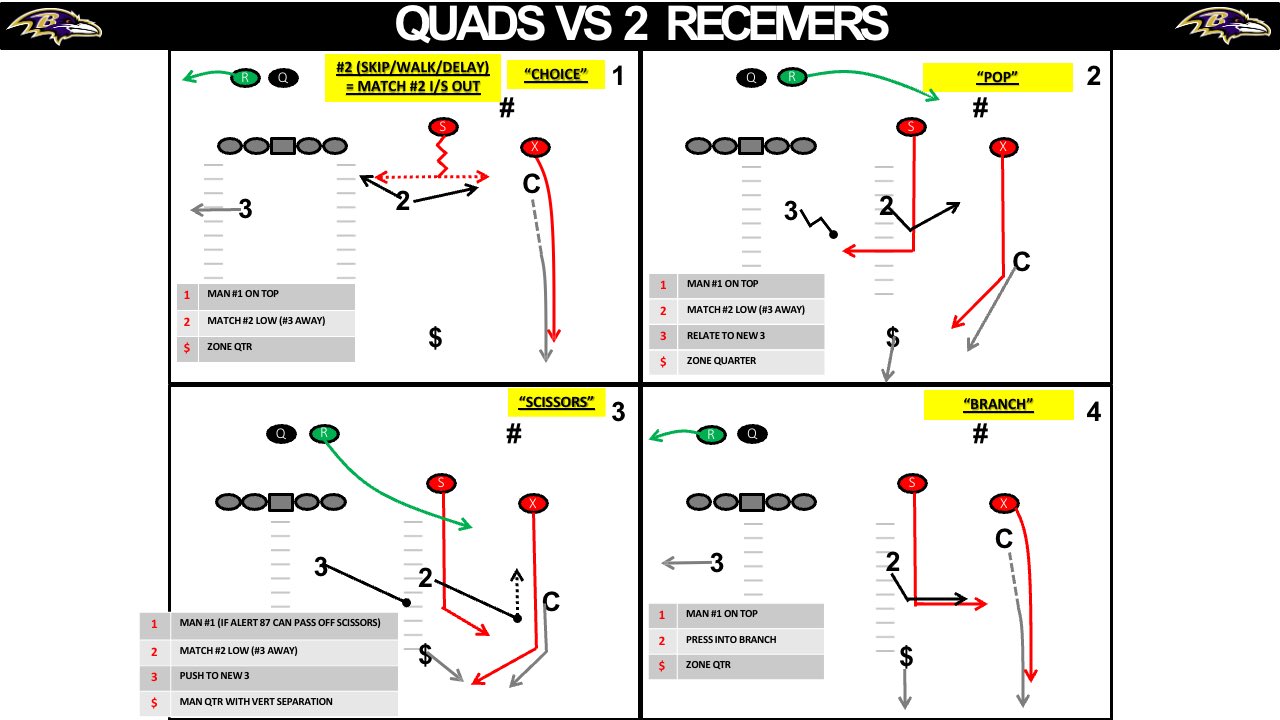 QUADS VS 2 RECEIVERS
#2 (SKIP/WALK/DELAY)
= MATCH #2 I/S OUT
"CHOICE"
1
R
Q
#
S
X
C
2
3
$
1 MAN #1 ON TOP
2 MATCH #2 LOW (#3 AWAY)
$ ZONE QTR
"POP"
2
Q
R
#
S
X
3
2
C
$
1 MAN #1 ON TOP
2 MATCH #2 LOW (#3 AWAY)
3 RELATE TO NEW 3
$ ZONE QUARTER
"SCISSORS"
3
Q
R
#
S
X
3
2
C
$
1 MAN #1 (IF ALERT 87 CAN PASS OFF SCISSORS)
2 MATCH #2 LOW (#3 AWAY)
3 PUSH TO NEW 3
$ MAN QTR WITH VERT SEPARATION
"BRANCH"
4
R
Q
#
S
X
C
3
2
$
1 MAN #1 ON TOP
2 PRESS INTO BRANCH
$ ZONE QTR